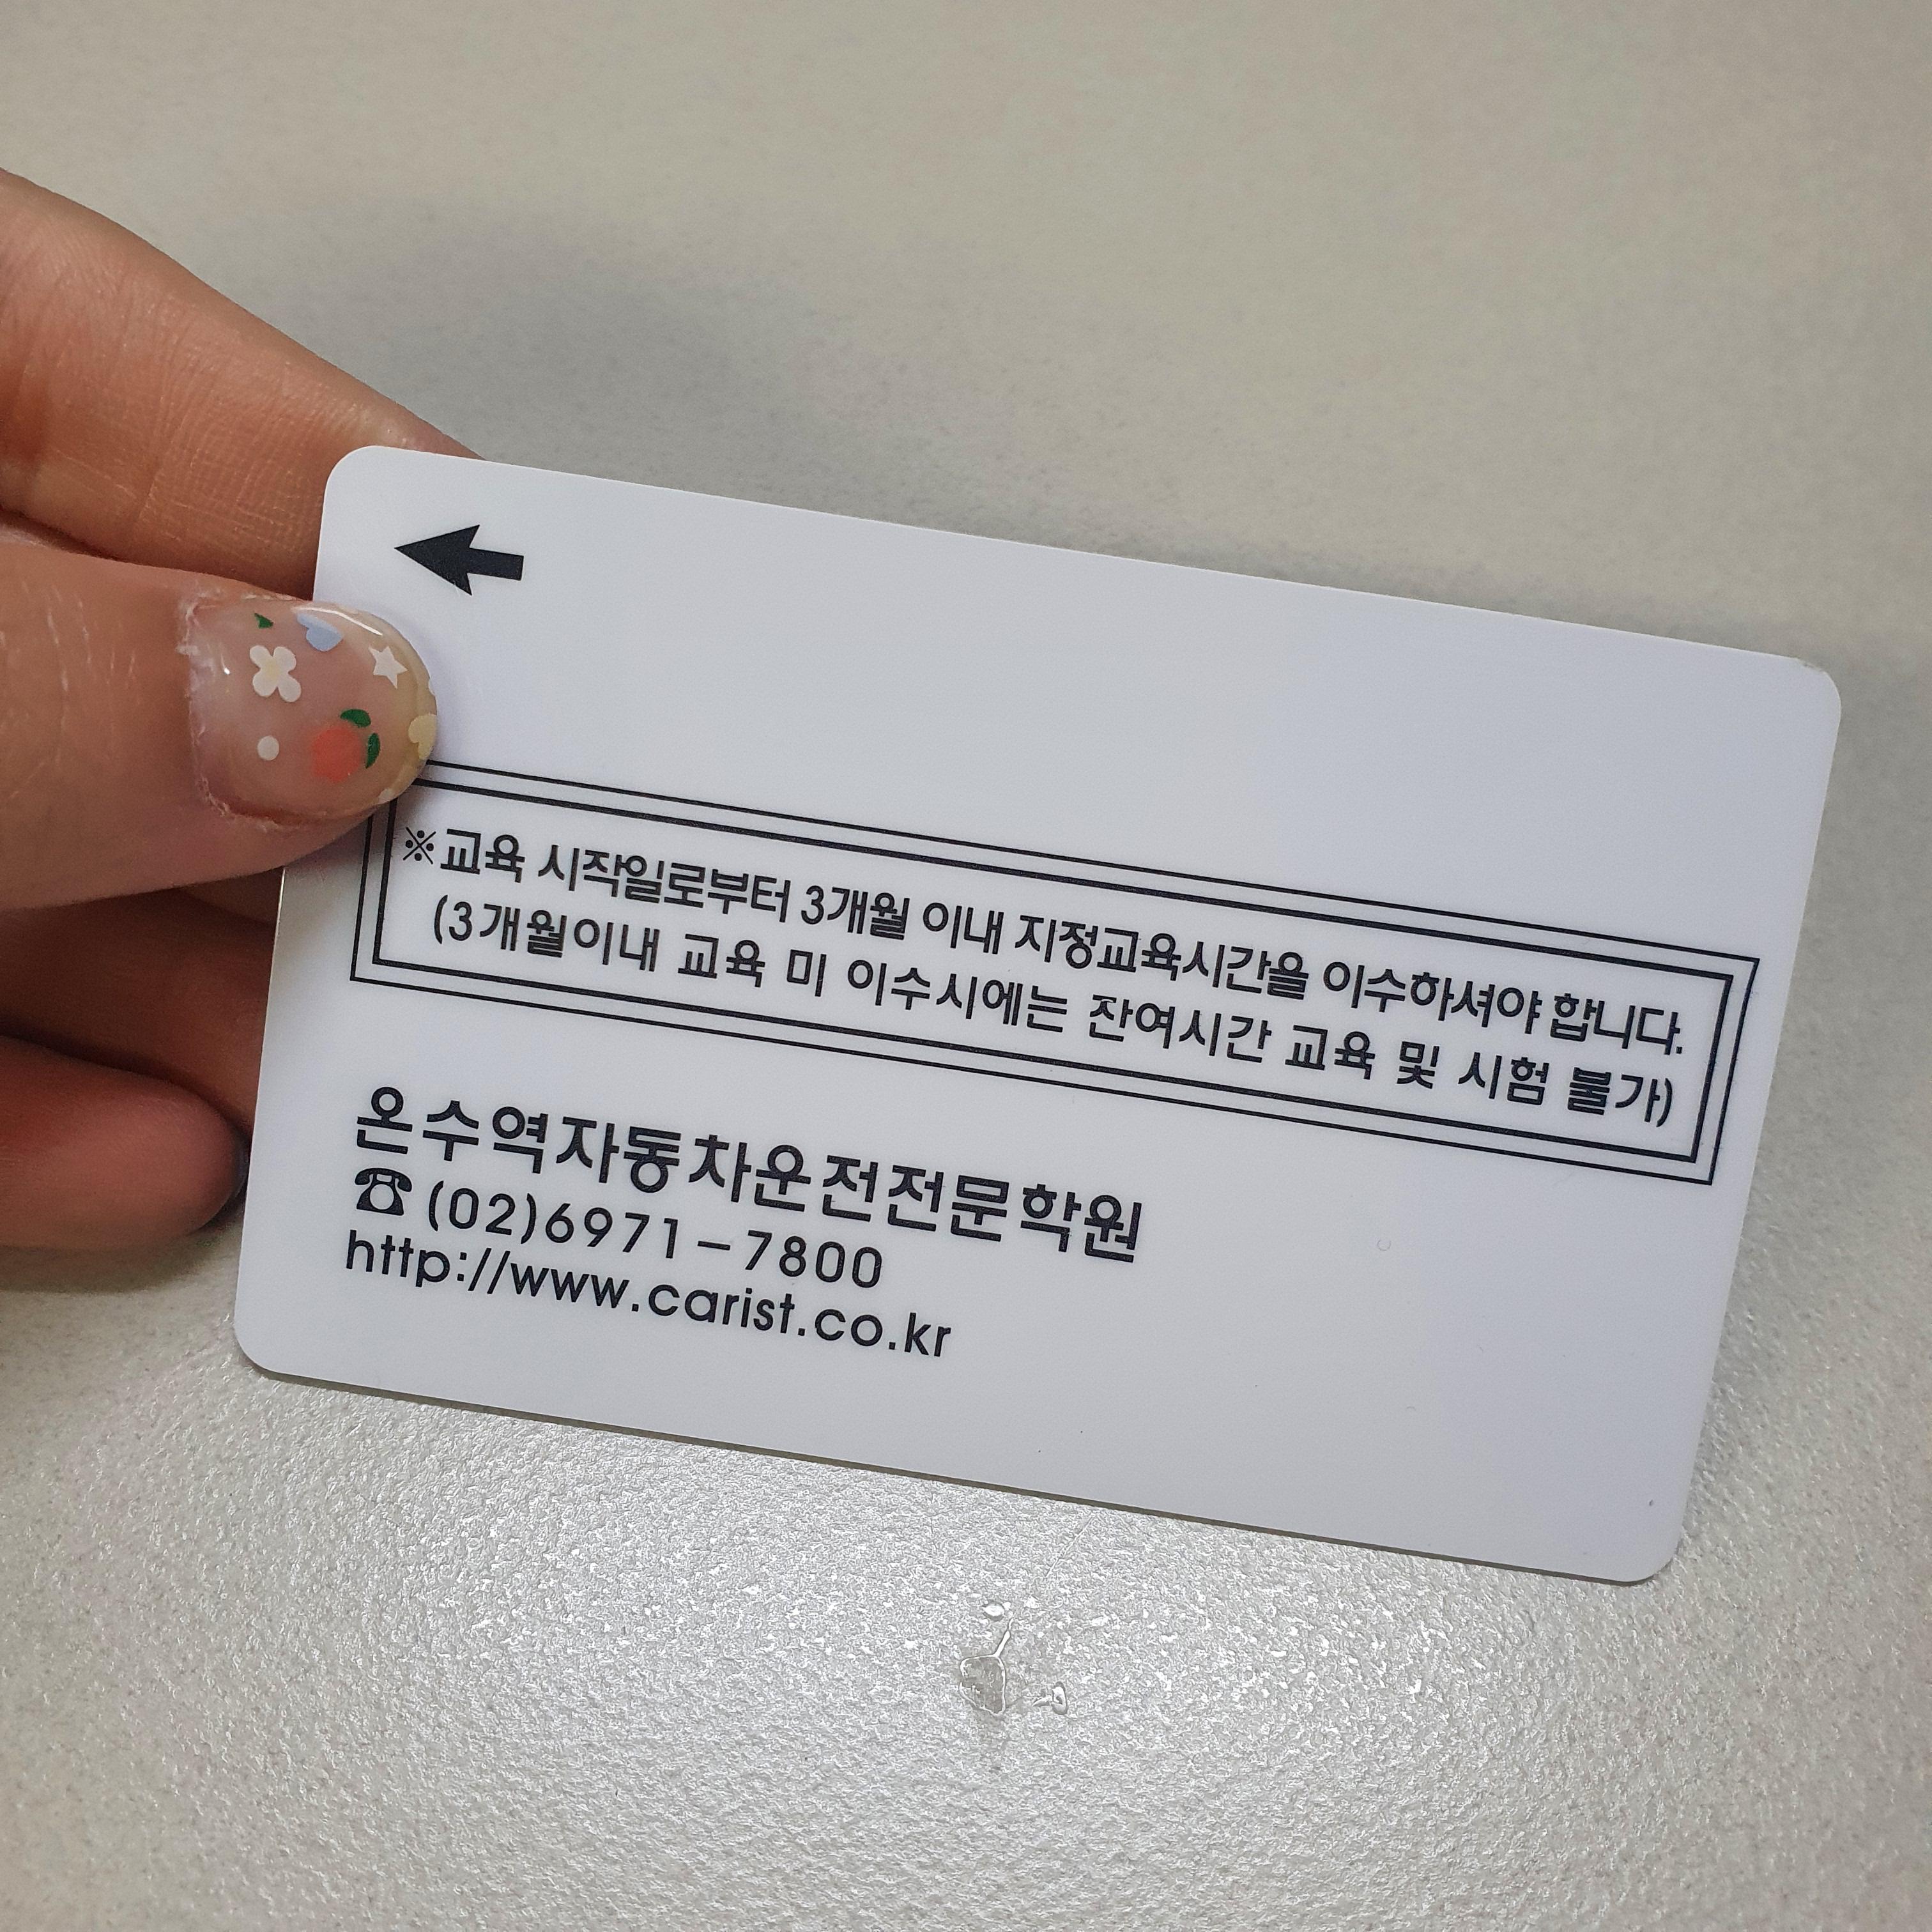 ※교육 시작일로부터 3개월 이내 지정교육시간을 이수하셔야 합니다.
(3개월이내 교육 미 이수시에는 잔여시간 교육 및 시험 불가)
온수역자동차운전전문학원
☎(02)6971-7800
http://www.carist.co.kr